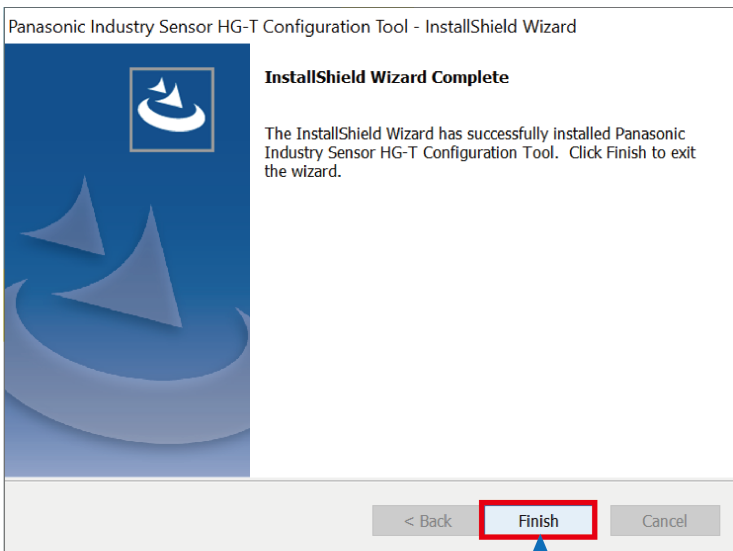 Panasonic Industry Sensor HG-T Configuration Tool - InstallShield Wizard
InstallShield Wizard Complete
The InstallShield Wizard has successfully installed Panasonic
Industry Sensor HG-T Configuration Tool. Click Finish to exit
the wizard.
< Back Finish Cancel